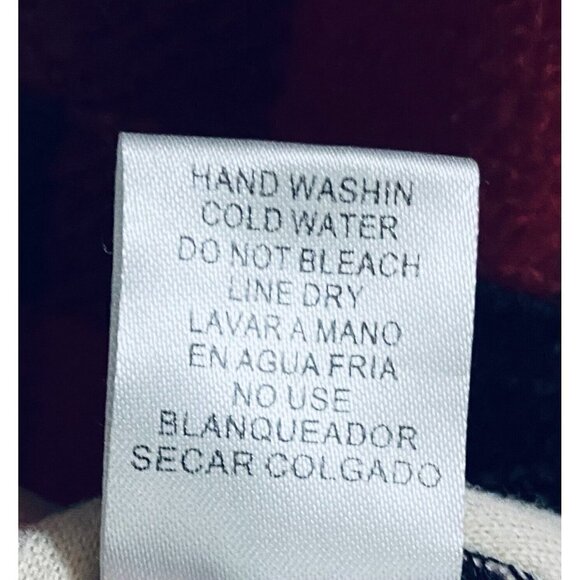 HAND WASHIN
COLD WATER
DO NOT BLEACH
LINE DRY
LAVAR A MANO
EN AGUA FRIA
NO USE
BLANQUEADOR
SECAR COLGADO